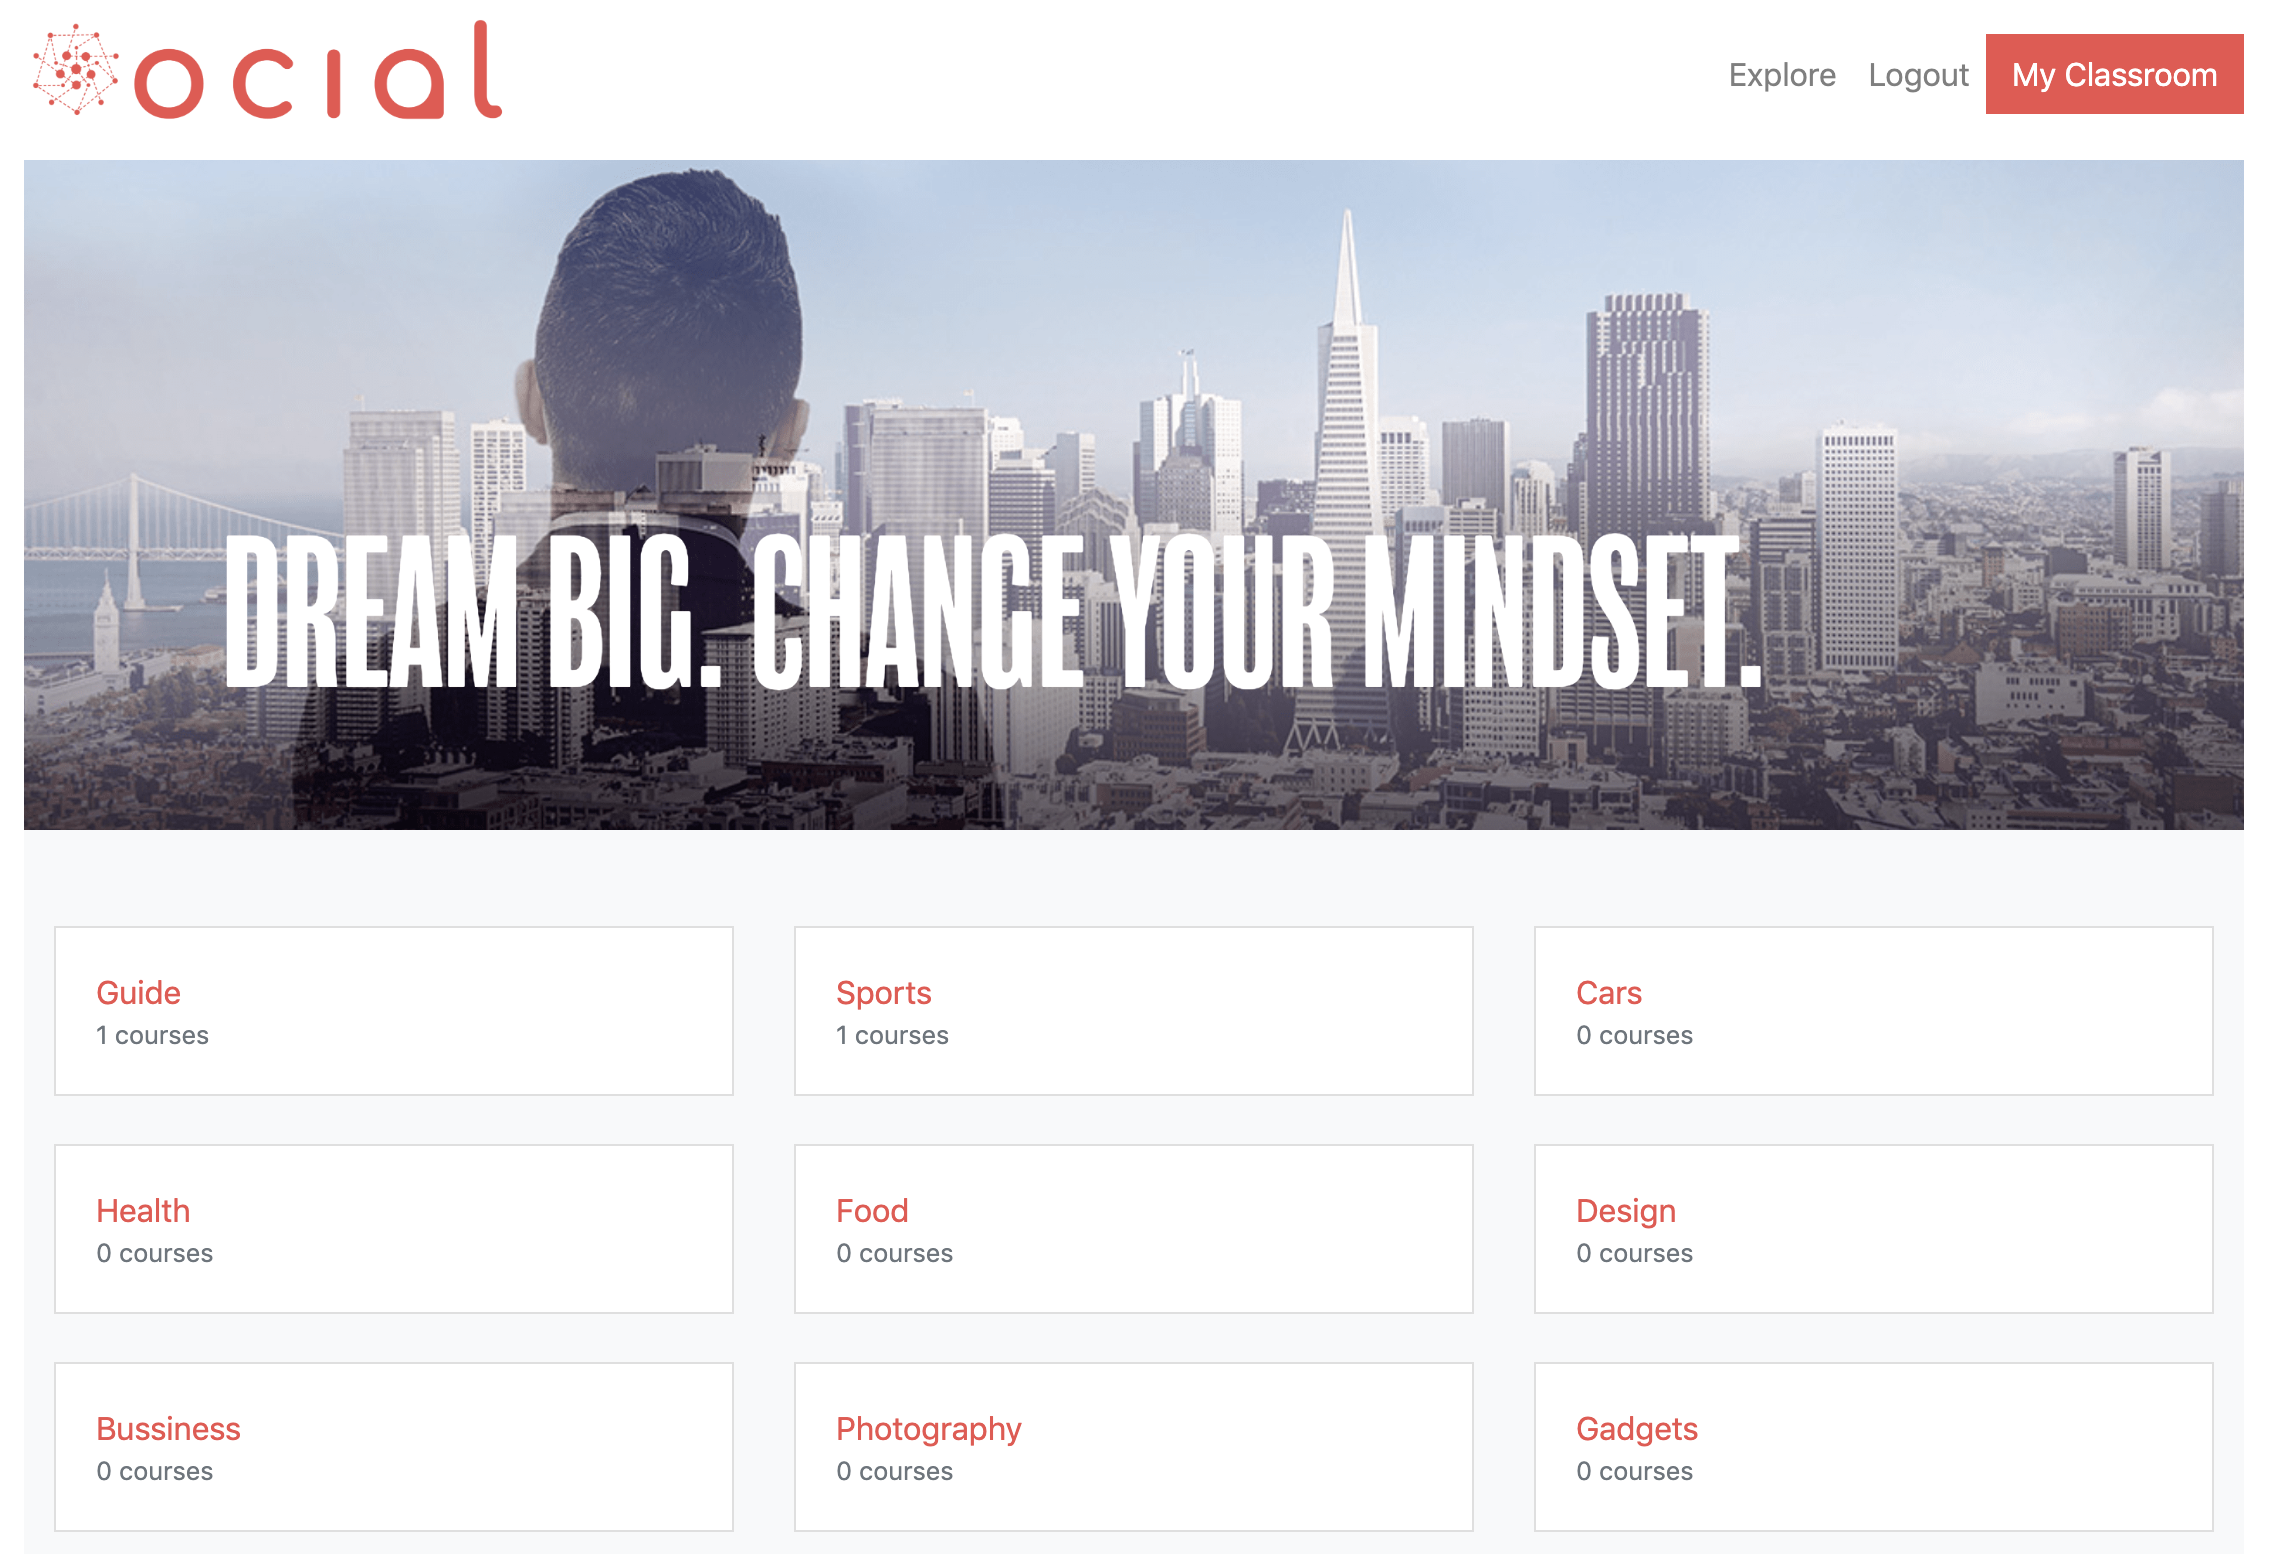 ocial
Explore Logout My Classroom
DREAM BIG. CHANGE YOUR MINDSET.
Guide
1 courses
Sports
1 courses
Cars
0 courses
Health
0 courses
Food
0 courses
Design
0 courses
Bussiness
0 courses
Photography
0 courses
Gadgets
0 courses